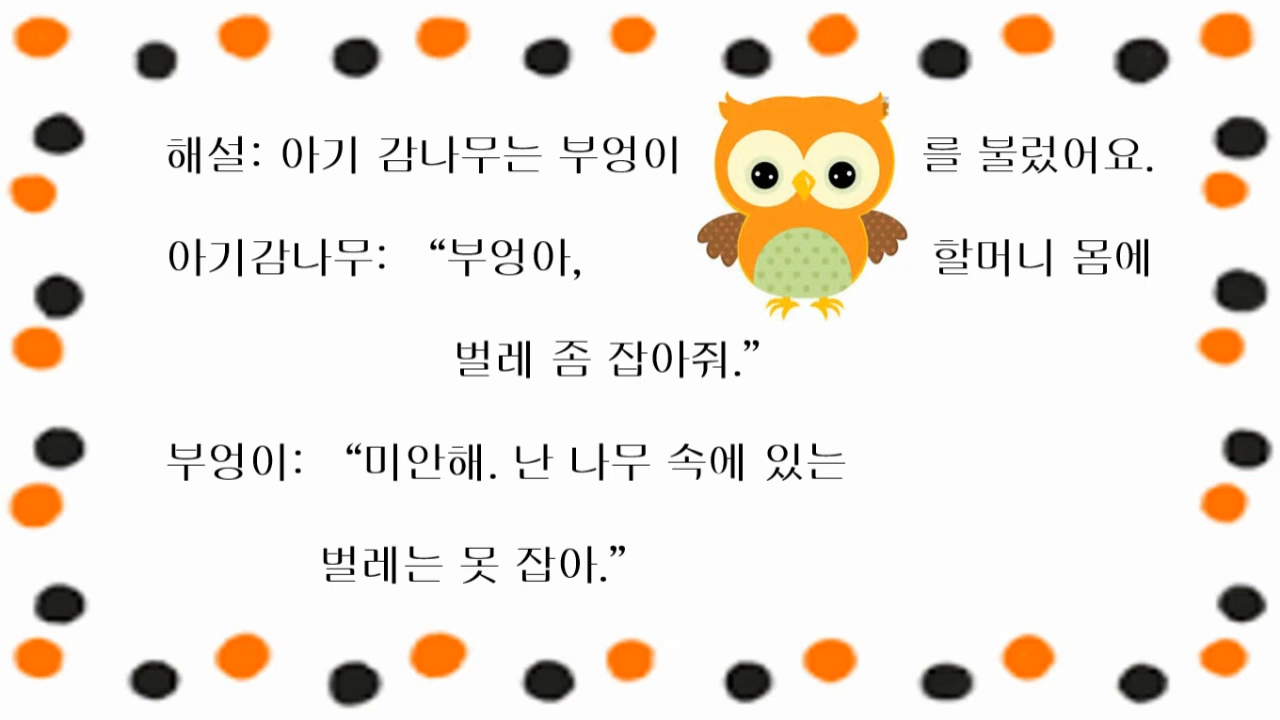 해설: 아기 감나무는 부엉이 를 불렀어요.
아기감나무: “부엉아, 할머니 몸에
벌레 좀 잡아줘.”
부엉이: “미안해. 난 나무 속에 있는
벌레는 못 잡아.”